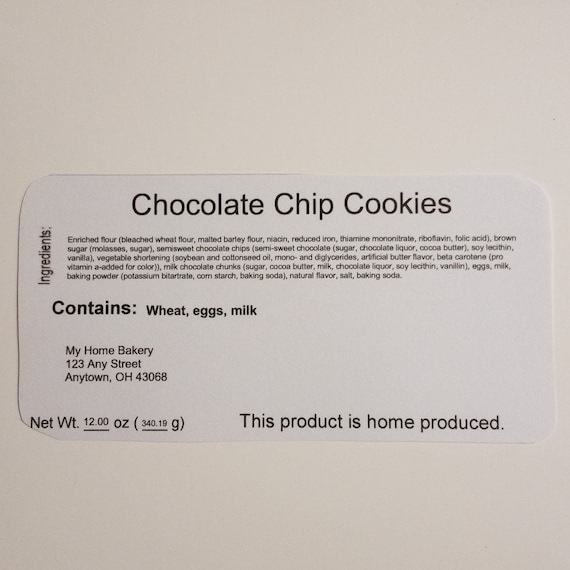 Chocolate Chip Cookies
Ingredients:
Enriched flour (bleached wheat flour, malted barley flour, niacin, reduced iron, thiamine mononitrate, riboflavin, folic acid), brown
sugar (molasses, sugar), semisweet chocolate chips (semi-sweet chocolate (sugar, chocolate liquor, cocoa butter), soy lecithin,
vanilla), vegetable shortening (soybean and cottonseed oil, mono- and diglycerides, artificial butter flavor, beta carotene (pro
vitamin a-added for color)), milk chocolate chunks (sugar, cocoa butter, milk, chocolate liquor, soy lecithin, vanillin), eggs, milk,
baking powder (potassium bitartrate, corn starch, baking soda), natural flavor, salt, baking soda.
Contains: Wheat, eggs, milk
My Home Bakery
123 Any Street
Anytown, OH 43068
Net Wt. 12.00 oz ( 340.19 g)
This product is home produced.